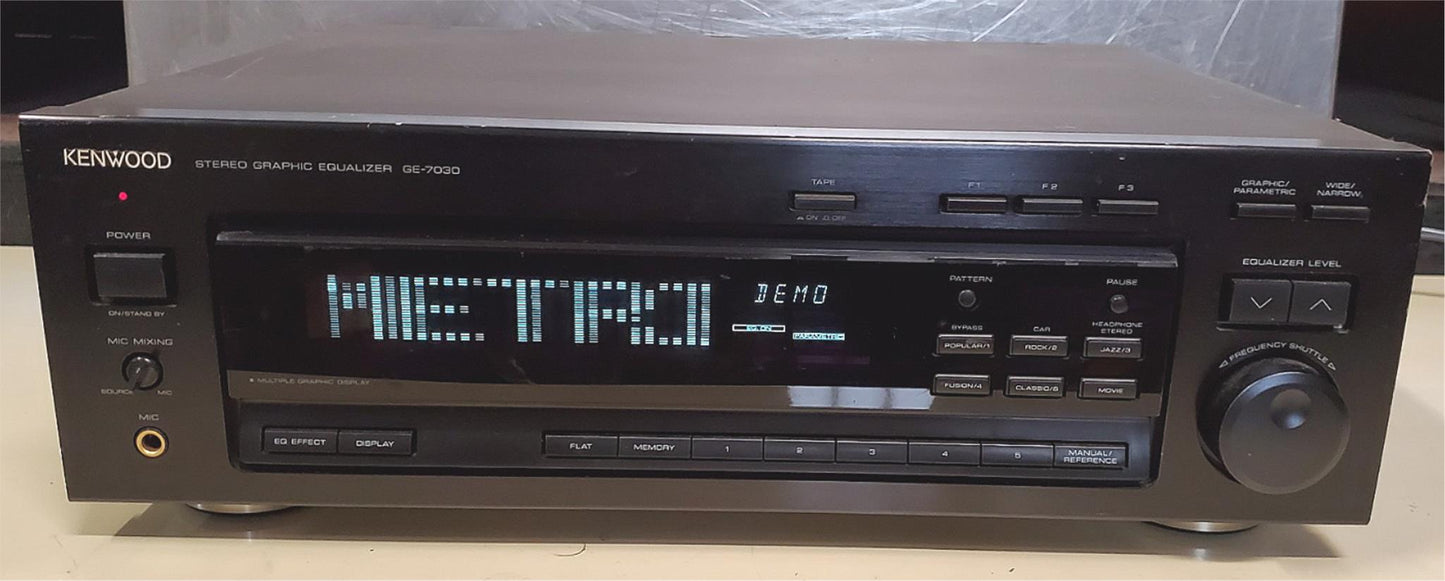 KENWOOD STEREO GRAPHIC EQUALIZER GE-7030
TAPE
ON OFF
F1 F2 F3
GRAPHIC/
PARAMETRIC
WIDE/
NARROW
POWER
ON/STAND BY
MIC MIXING
SOURCE MIC
MIC
DEMO
EQ. ON
PARAMETRIC
MULTIPLE GRAPHIC DISPLAY
PATTERN
PAUSE
BYPASS
POPULAR/1
CAR
ROCK/2
HEADPHONE
STEREO
JAZZ/3
FUSION/4
CLASSIC/5
MOVIE
EQUALIZER LEVEL
FREQUENCY SHUTTLE
EQ EFFECT DISPLAY
FLAT MEMORY 1 2 3 4 5 MANUAL/
REFERENCE